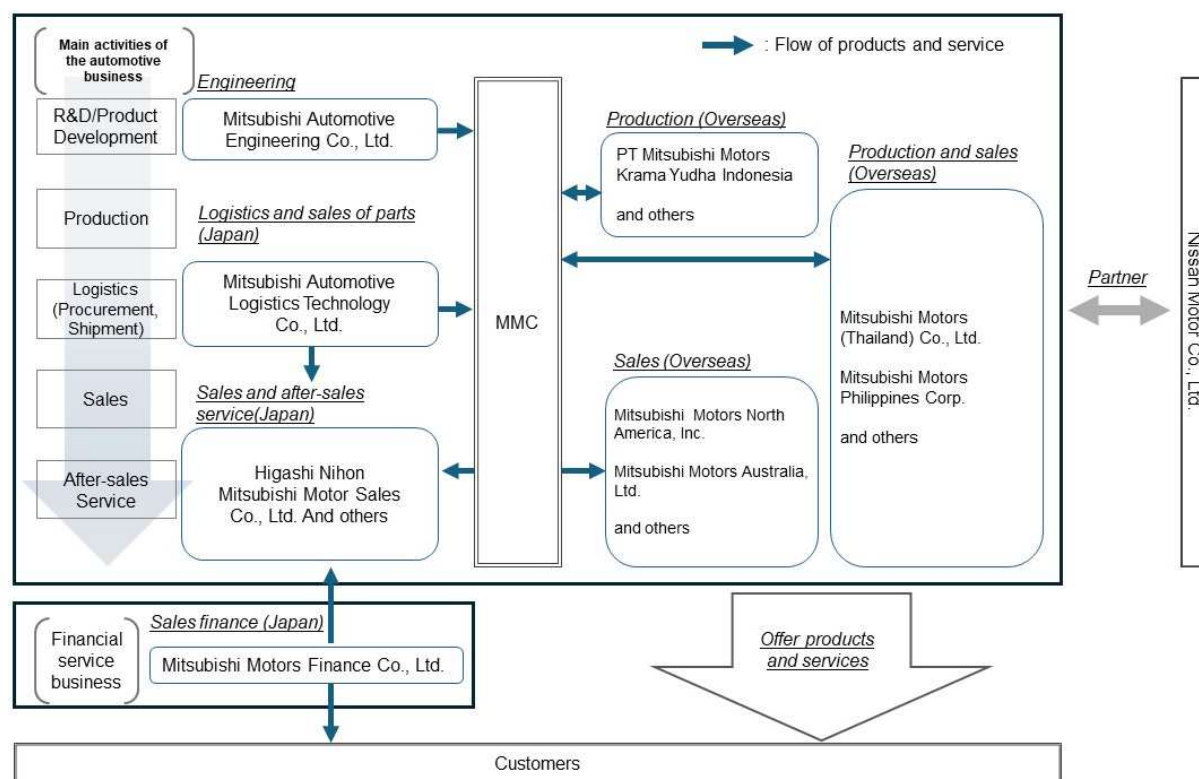 Main activities of
the automotive
business
: Flow of products and service
Engineering
R&D/Product
Development
Mitsubishi Automotive
Engineering Co., Ltd.
Production (Overseas)
PT Mitsubishi Motors
Krama Yudha Indonesia
and others
Production and sales
(Overseas)
Production
Logistics and sales of parts
(Japan)
Logistics
(Procurement,
Shipment)
Mitsubishi Automotive
Logistics Technology
Co., Ltd.
MMC
Mitsubishi Motors
(Thailand) Co., Ltd.
Mitsubishi Motors
Philippines Corp.
and others
Partner
Nissan Motor Co., Ltd.
Sales
Sales and after-sales
service(Japan)
Sales (Overseas)
Mitsubishi Motors North
America, Inc.
Mitsubishi Motors Australia,
Ltd.
and others
After-sales
Service
Higashi Nihon
Mitsubishi Motor Sales
Co., Ltd. And others
Financial
service
business
Sales finance (Japan)
Mitsubishi Motors Finance Co., Ltd.
Offer products
and services
Customers